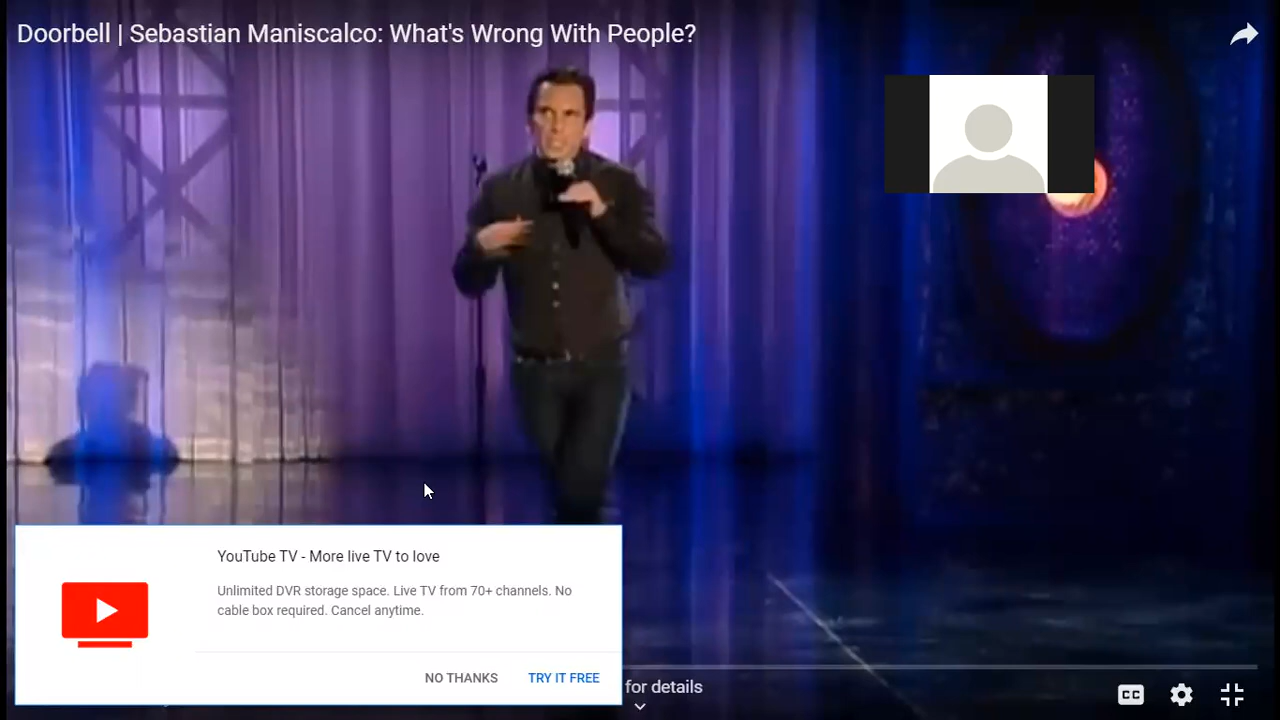 Doorbell | Sebastian Maniscalco: What's Wrong With People?
YouTube TV - More live TV to love
Unlimited DVR storage space. Live TV from 70+ channels. No
cable box required. Cancel anytime.
NO THANKS TRY IT FREE
for details
CC